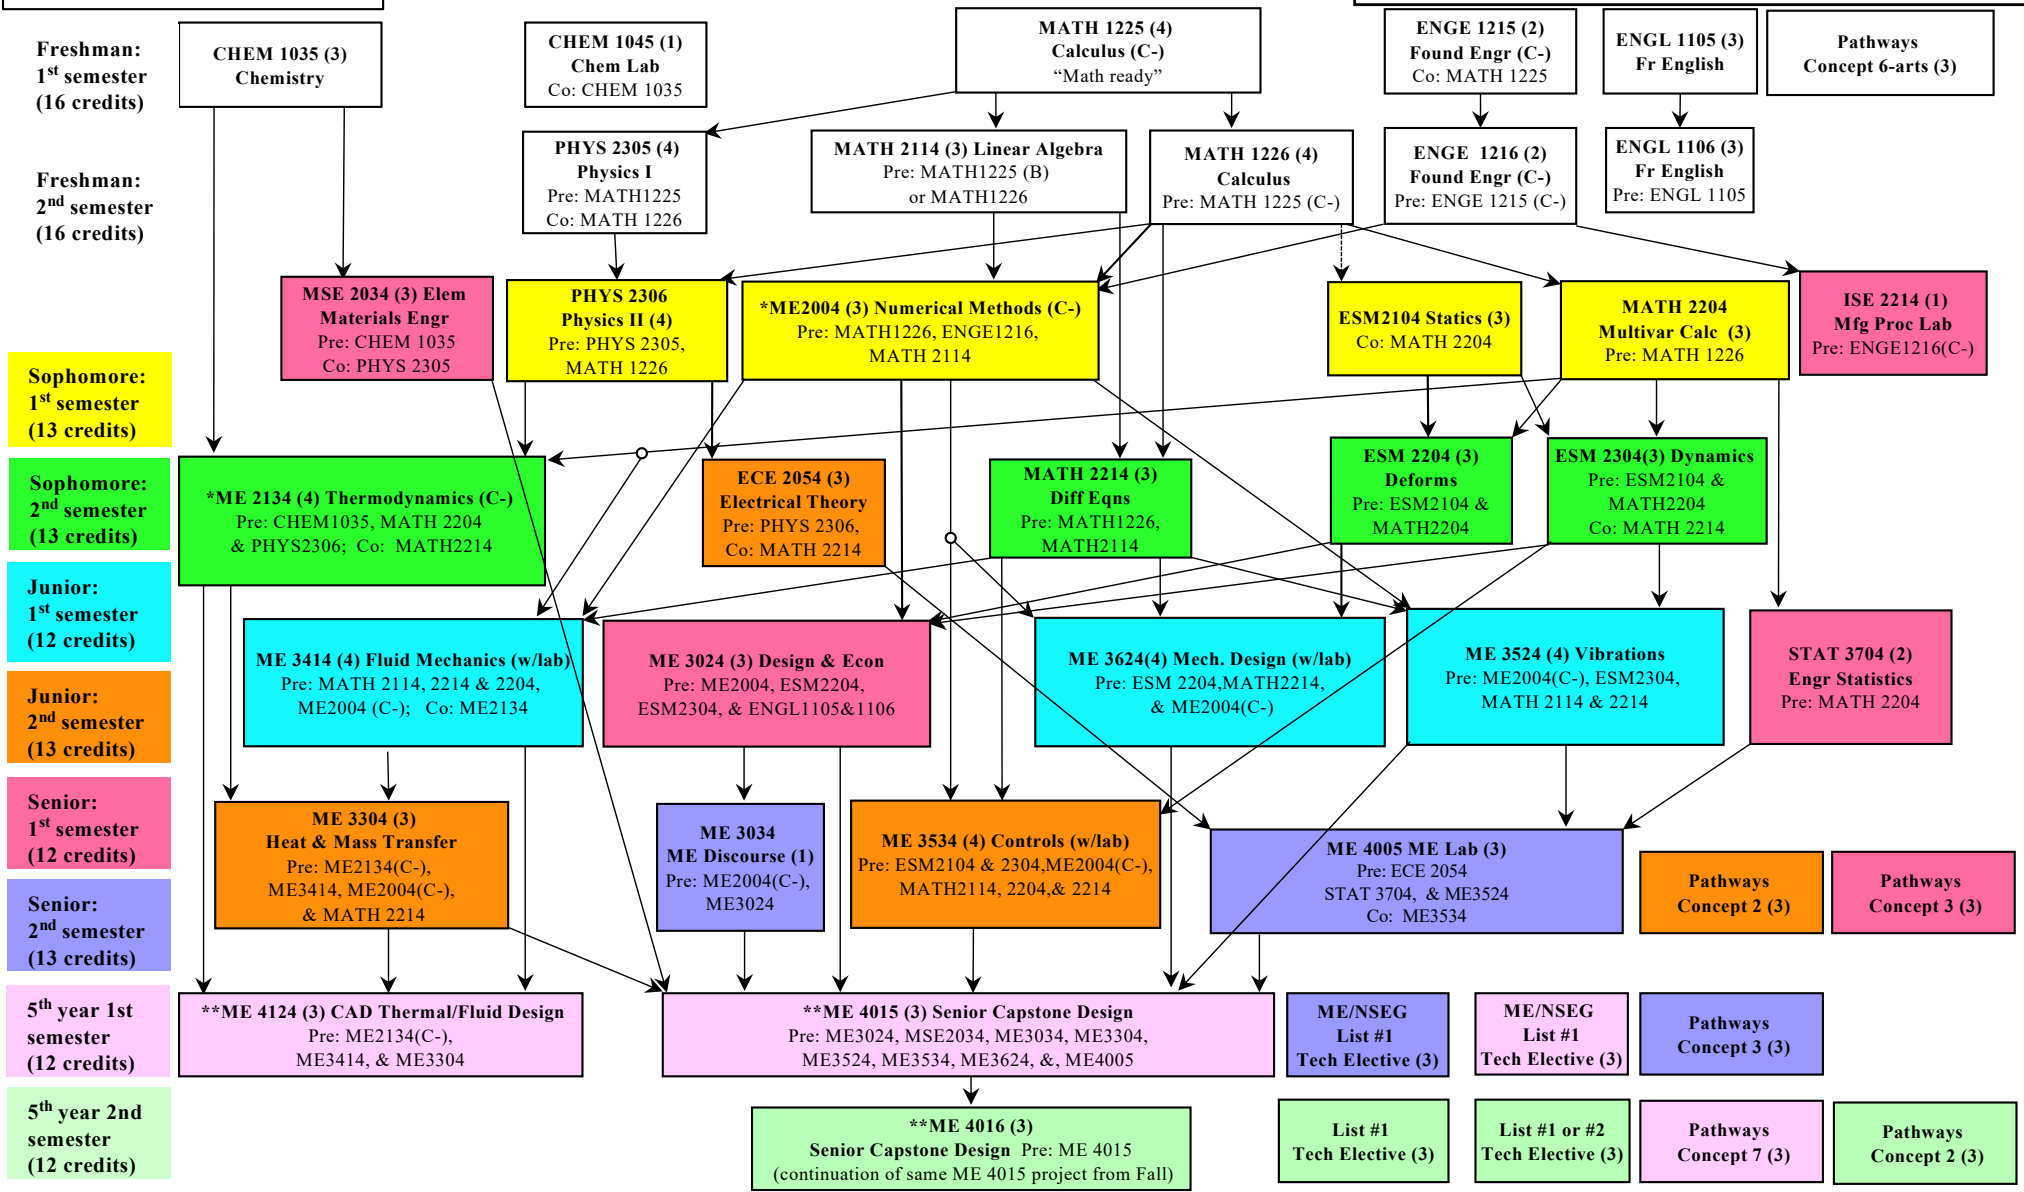 Freshman:
1st semester
(16 credits)
CHEM 1035 (3)
Chemistry
CHEM 1045 (1)
Chem Lab
Co: CHEM 1035
MATH 1225 (4)
Calculus (C-)
“Math ready”
ENGE 1215 (2)
Found Engr (C-)
Co: MATH 1225
ENGL 1105 (3)
Fr English
Pathways
Concept 6-arts (3)
Freshman:
2nd semester
(16 credits)
PHYS 2305 (4)
Physics I
Pre: MATH1225
Co: MATH 1226
MATH 2114 (3) Linear Algebra
Pre: MATH1225 (B)
or MATH1226
MATH 1226 (4)
Calculus
Pre: MATH 1225 (C-)
ENGE 1216 (2)
Found Engr (C-)
Pre: ENGE 1215 (C-)
ENGL 1106 (3)
Fr English
Pre: ENGL 1105
MSE 2034 (3) Elem
Materials Engr
Pre: CHEM 1035
Co: PHYS 2305
PHYS 2306
Physics II (4)
Pre: PHYS 2305,
MATH 1226
*ME2004 (3) Numerical Methods (C-)
Pre: MATH1226, ENGE1216,
MATH 2114
ESM2104 Statics (3)
Co: MATH 2204
MATH 2204
Multivar Calc (3)
Pre: MATH 1226
ISE 2214 (1)
Mfg Proc Lab
Pre: ENGE1216(C-)
Sophomore:
1st semester
(13 credits)
Sophomore:
2nd semester
(13 credits)
*ME 2134 (4) Thermodynamics (C-)
Pre: CHEM1035, MATH 2204
& PHYS2306; Co: MATH2214
ECE 2054 (3)
Electrical Theory
Pre: PHYS 2306,
Co: MATH 2214
MATH 2214 (3)
Diff Eqns
Pre: MATH1226,
MATH2114
ESM 2204 (3)
Deforms
Pre: ESM2104 &
MATH2204
ESM 2304(3) Dynamics
Pre: ESM2104 &
MATH2204
Co: MATH 2214
Junior:
1st semester
(12 credits)
ME 3414 (4) Fluid Mechanics (w/lab)
Pre: MATH 2114, 2214 & 2204,
ME2004 (C-); Co: ME2134
ME 3024 (3) Design & Econ
Pre: ME2004, ESM2204,
ESM2304, & ENGL1105&1106
ME 3624(4) Mech. Design (w/lab)
Pre: ESM 2204,MATH2214,
& ME2004(C-)
ME 3524 (4) Vibrations
Pre: ME2004(C-), ESM2304,
MATH 2114 & 2214
STAT 3704 (2)
Engr Statistics
Pre: MATH 2204
Junior:
2nd semester
(13 credits)
Senior:
1st semester
(12 credits)
ME 3304 (3)
Heat & Mass Transfer
Pre: ME2134(C-),
ME3414, ME2004(C-),
& MATH 2214
ME 3034
ME Discourse (1)
Pre: ME2004(C-),
ME3024
ME 3534 (4) Controls (w/lab)
Pre: ESM2104 & 2304,ME2004(C-),
MATH2114, 2204,& 2214
ME 4005 ME Lab (3)
Pre: ECE 2054
STAT 3704, & ME3524
Co: ME3534
Pathways
Concept 2 (3)
Pathways
Concept 3 (3)
Senior:
2nd semester
(13 credits)
5th year 1st
semester
(12 credits)
**ME 4124 (3) CAD Thermal/Fluid Design
Pre: ME2134(C-),
ME3414, & ME3304
**ME 4015 (3) Senior Capstone Design
Pre: ME3024, MSE2034, ME3034, ME3304,
ME3524, ME3534, ME3624, &, ME4005
ME/NSEG
List #1
Tech Elective (3)
ME/NSEG
List #1
Tech Elective (3)
Pathways
Concept 3 (3)
5th year 2nd
semester
(12 credits)
**ME 4016 (3)
Senior Capstone Design Pre: ME 4015
(continuation of same ME 4015 project from Fall)
List #1
Tech Elective (3)
List #1 or #2
Tech Elective (3)
Pathways
Concept 7 (3)
Pathways
Concept 2 (3)